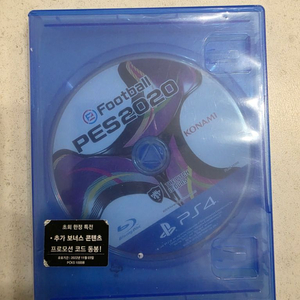 eFootball
PES2020
KONAMI
PS4
초회 한정 특전
· 추가 보너스 콘텐츠
프로모션 코드 동봉!